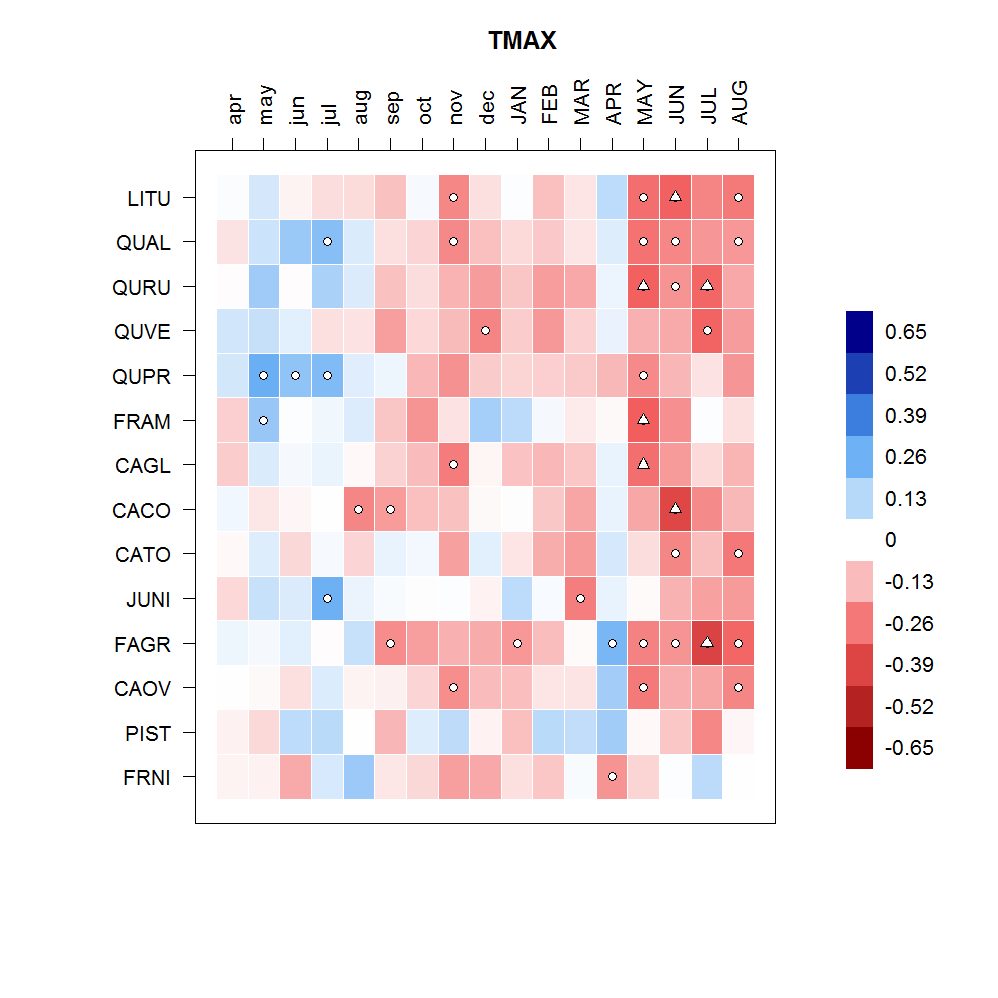 TMAX
apr may jun jul aug sep oct nov dec JAN FEB MAR APR MAY JUN JUL AUG
LITU
QUAL
QURU
QUVE
QUPR
FRAM
CAGL
CACO
CATO
JUNI
FAGR
CAOV
PIST
FRNI
0.65
0.52
0.39
0.26
0.13
0
-0.13
-0.26
-0.39
-0.52
-0.65